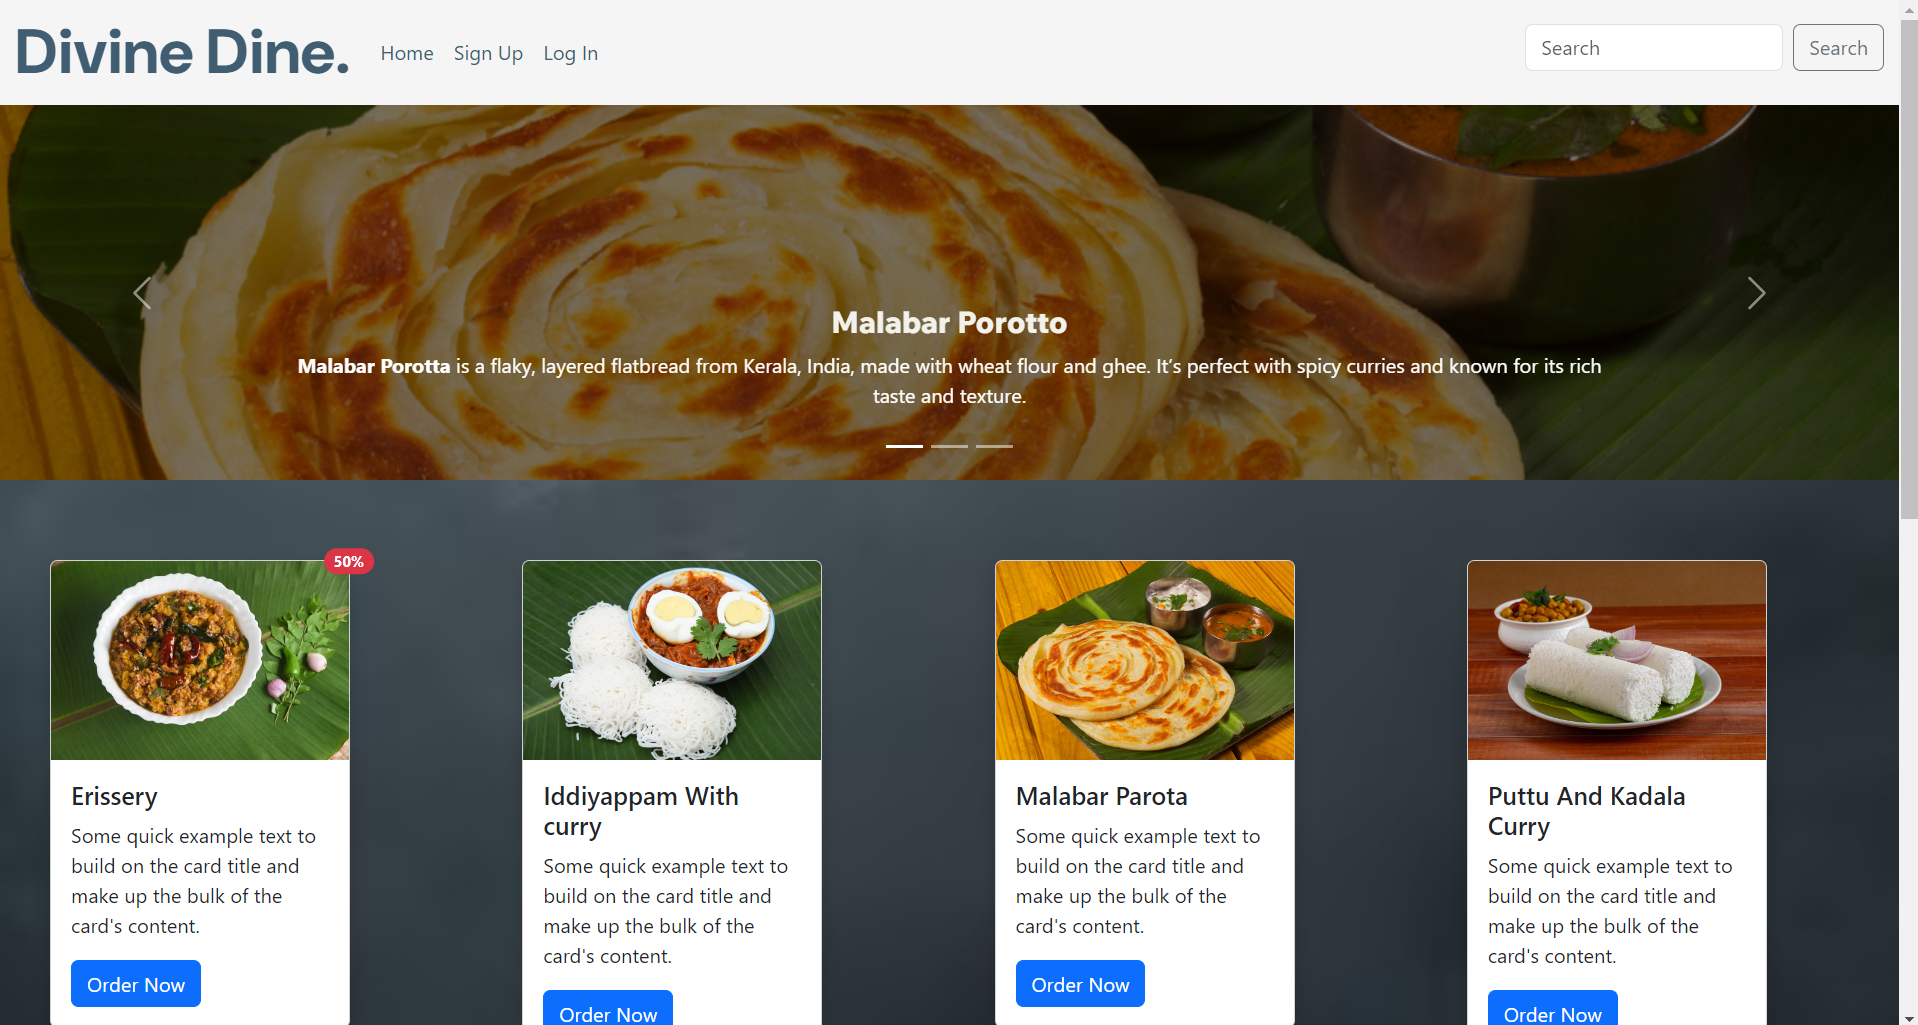 Divine Dine.
Home
Sign Up
Log In
Search
Search
Malabar Porotto
Malabar Porotta is a flaky, layered flatbread from Kerala, India, made with wheat flour and ghee. It’s perfect with spicy curries and known for its rich
taste and texture.
50%
Erissery
Some quick example text to
build on the card title and
make up the bulk of the
card's content.
Order Now
Iddiyappam With
curry
Some quick example text to
build on the card title and
make up the bulk of the
card's content.
Order Now
Malabar Parota
Some quick example text to
build on the card title and
make up the bulk of the
card's content.
Order Now
Puttu And Kadala
Curry
Some quick example text to
build on the card title and
make up the bulk of the
card's content.
Order Now